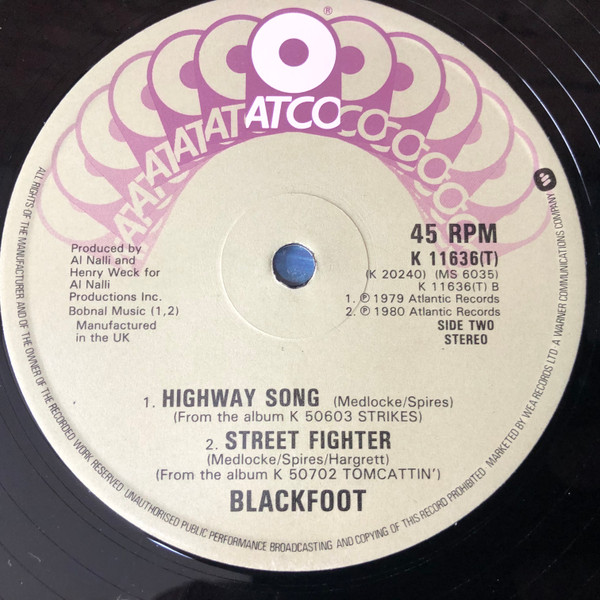 ATCO
®
Produced by
Al Nalli and
Henry Weck for
Al Nalli
Productions Inc.
Bobnal Music (1,2)
Manufactured
in the UK
45 RPM
K 11636(T)
(K 20240) (MS 6035)
K 11636(T) B
1. ℗ 1979 Atlantic Records
2. ℗ 1980 Atlantic Records
SIDE TWO
STEREO
1. HIGHWAY SONG (Medlocke/Spires)
(From the album K 50603 STRIKES)
2. STREET FIGHTER
(Medlocke/Spires/Hargrett)
(From the album K 50702 TOMCATTIN')
BLACKFOOT
ALL RIGHTS OF THE MANUFACTURER AND OF THE OWNER OF THE RECORDED WORK RESERVED UNAUTHORISED PUBLIC PERFORMANCE BROADCASTING AND COPYING OF THIS RECORD PROHIBITED MARKETED BY WEA RECORDS LTD A WARNER COMMUNICATIONS COMPANY